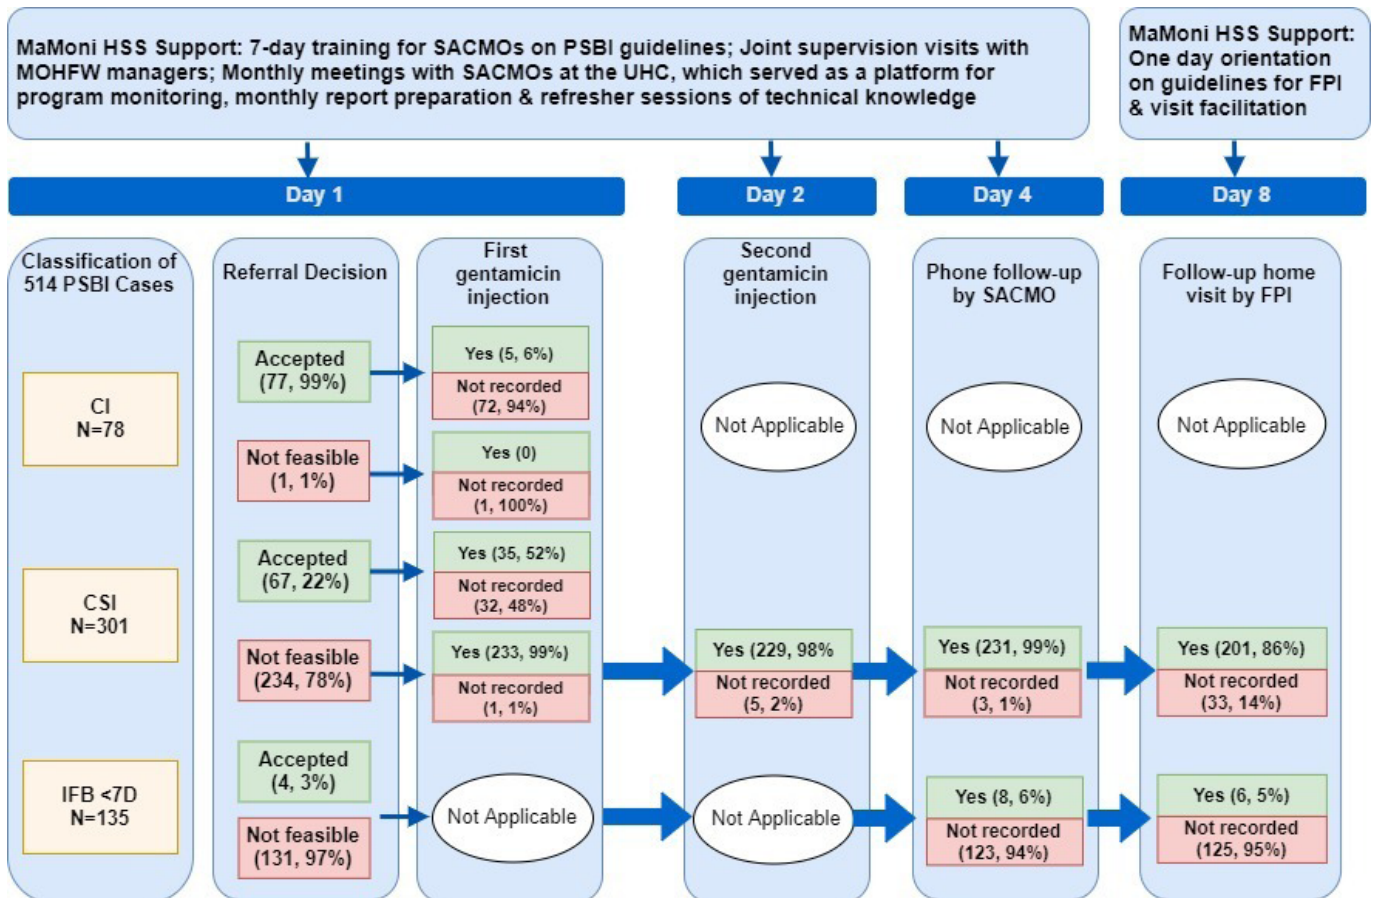 MaMoni HSS Support: 7-day training for SACMOs on PSBI guidelines; Joint supervision visits with
MOHFW managers; Monthly meetings with SACMOs at the UHC, which served as a platform for
program monitoring, monthly report preparation & refresher sessions of technical knowledge
MaMoni HSS Support:
One day orientation
on guidelines for FPI
& visit facilitation
Day 1
Day 2
Day 4
Day 8
Classification of
514 PSBI Cases
Referral Decision
First
gentamicin
injection
Second
gentamicin
injection
Phone follow-up
by SACMO
Follow-up home
visit by FPI
CI
N=78
Accepted
(77, 99%)
Yes (5, 6%)
Not recorded
(72, 94%)
Not feasible
(1, 1%)
Yes (0)
Not recorded
(1, 100%)
Not Applicable
Not Applicable
Not Applicable
CSI
N=301
Accepted
(67, 22%)
Yes (35, 52%)
Not recorded
(32, 48%)
Not feasible
(234, 78%)
Yes (233, 99%)
Not recorded
(1, 1%)
Yes (229, 98%
Not recorded
(5, 2%)
Yes (231, 99%)
Not recorded
(3, 1%)
Yes (201, 86%)
Not recorded
(33, 14%)
IFB <7D
N=135
Accepted
(4, 3%)
Not feasible
(131, 97%)
Not Applicable
Not Applicable
Yes (8, 6%)
Not recorded
(123, 94%)
Yes (6, 5%)
Not recorded
(125, 95%)